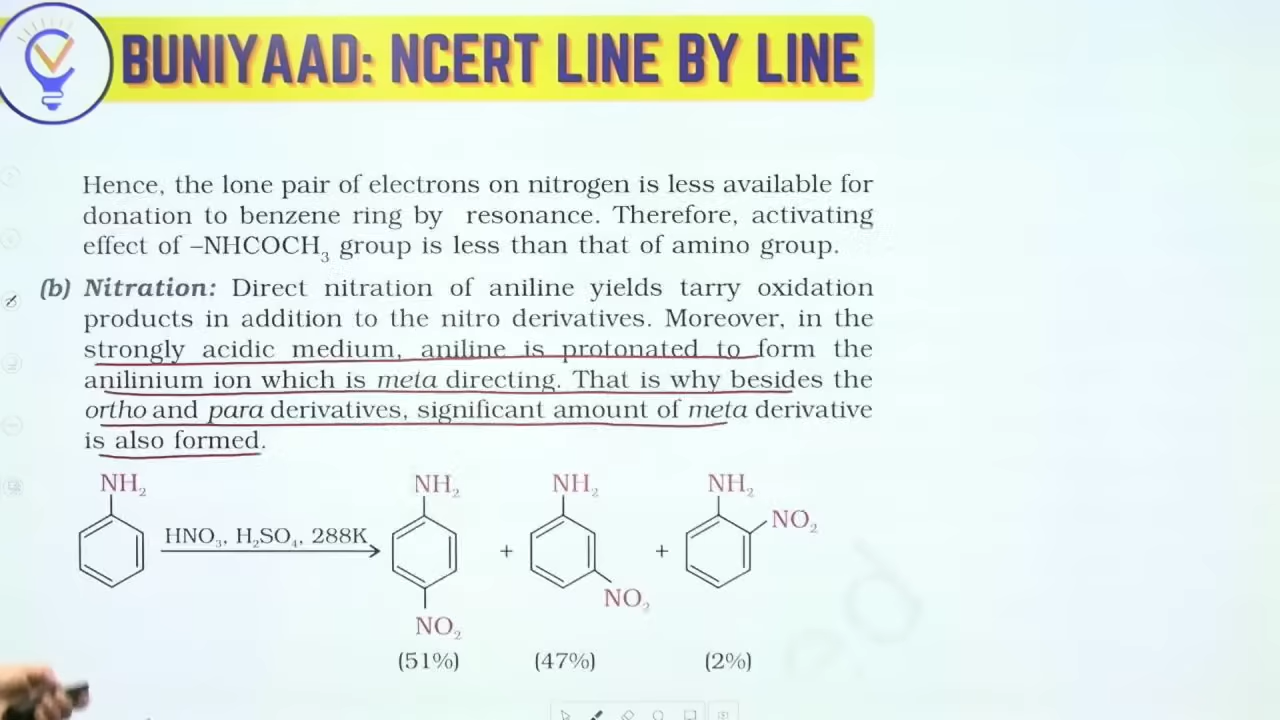 BUNIYAAD: NCERT LINE BY LINE
Hence, the lone pair of electrons on nitrogen is less available for
donation to benzene ring by resonance. Therefore, activating
effect of –NHCOCH₃ group is less than that of amino group.
(b) Nitration: Direct nitration of aniline yields tarry oxidation
products in addition to the nitro derivatives. Moreover, in the
strongly acidic medium, aniline is protonated to form the
anilinium ion which is meta directing. That is why besides the
ortho and para derivatives, significant amount of meta derivative
is also formed.
NH₂ NH₂ NH₂ NH₂
NO₂
HNO₃, H₂SO₄, 288K
+ +
NO₂
NO₂
(51%) (47%) (2%)